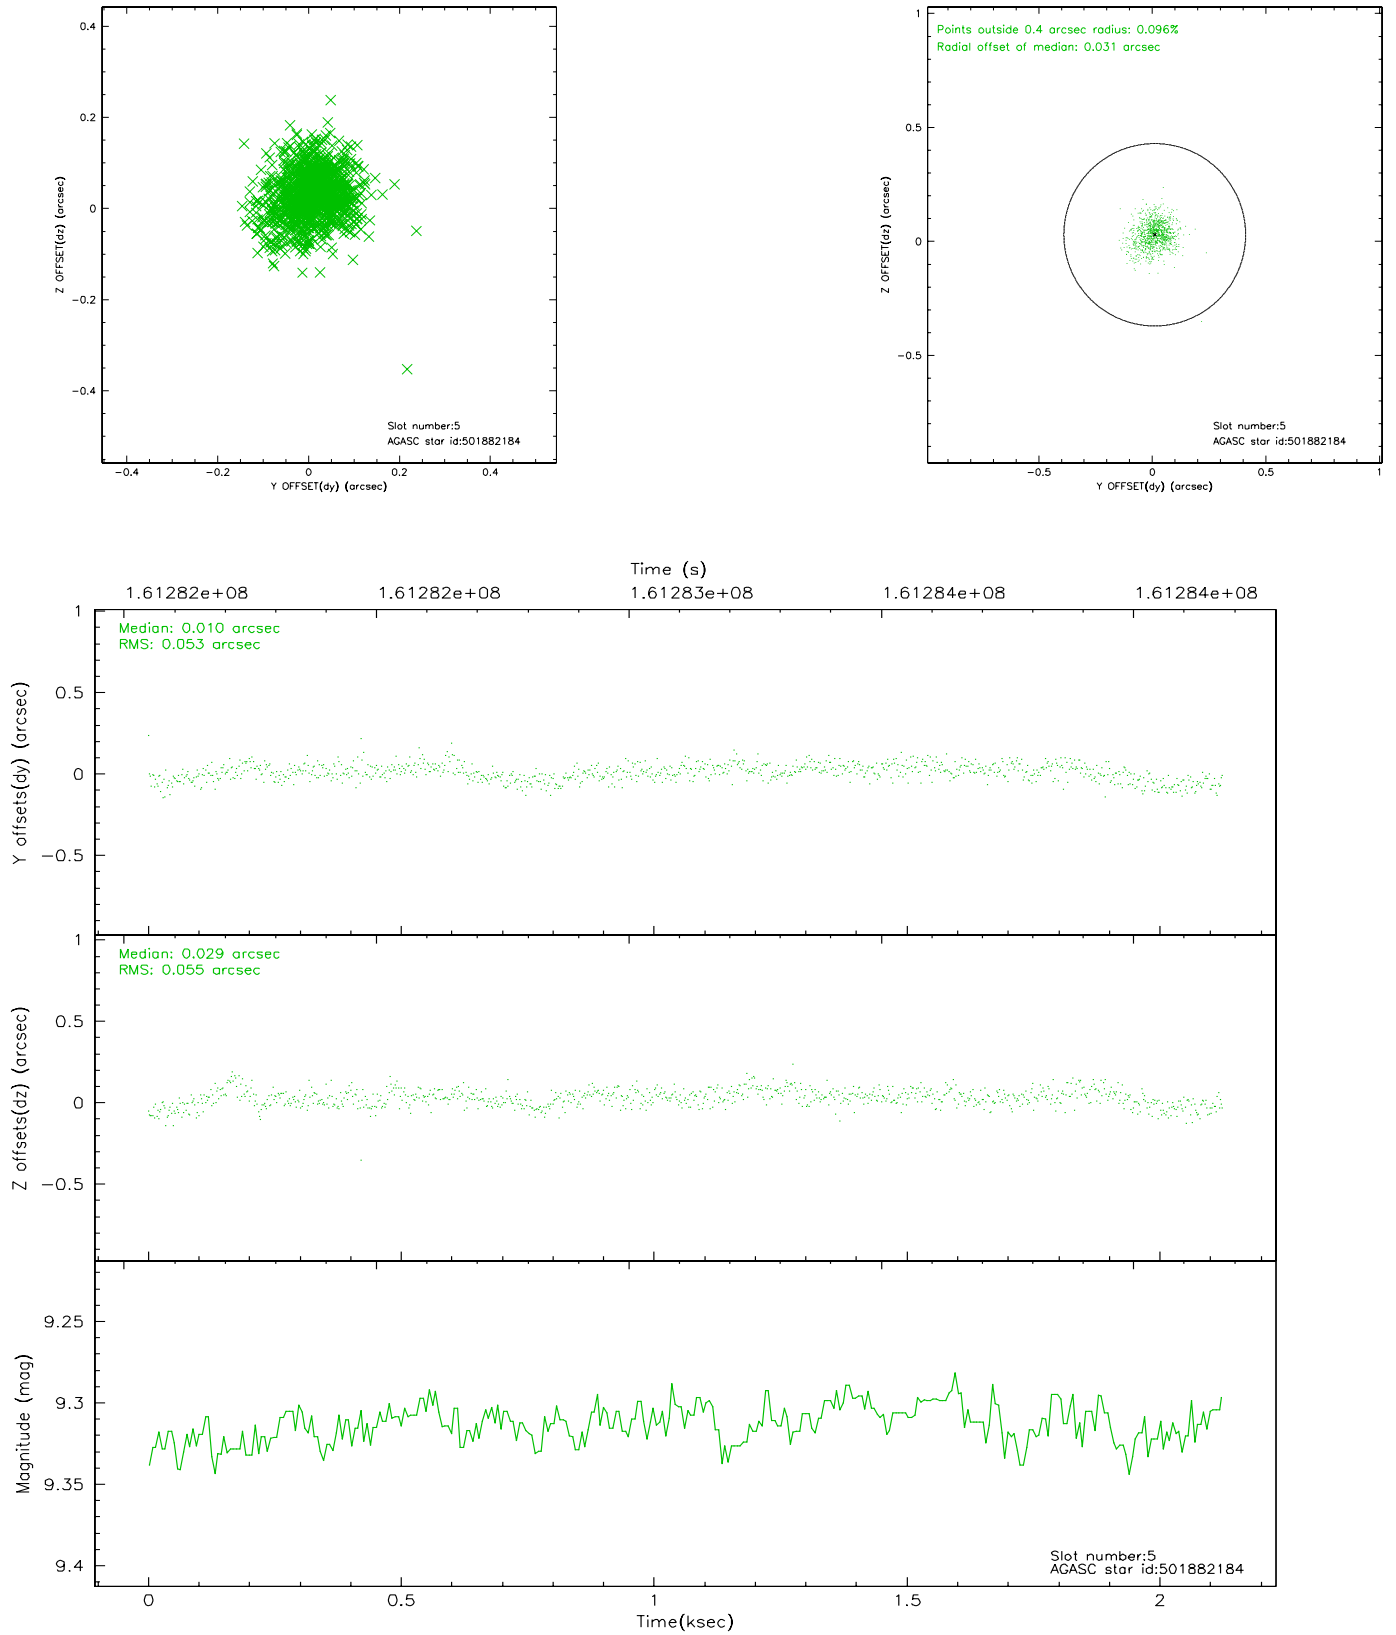 0.4
0.2
0
−0.2
−0.4
Z OFFSET(dz) (arcsec)
Slot number:5
AGASC star id:501882184
−0.4 −0.2 0 0.2 0.4
Y OFFSET(dy) (arcsec)
1
0.5
0
−0.5
Z OFFSET(dz) (arcsec)
Points outside 0.4 arcsec radius: 0.096%
Radial offset of median: 0.031 arcsec
Slot number:5
AGASC star id:501882184
−0.5 0 0.5 1
Y OFFSET(dy) (arcsec)
Time (s)
1.61282e+08 1.61282e+08 1.61283e+08 1.61284e+08 1.61284e+08
1
0.5
0
−0.5
Y offsets(dy) (arcsec)
Median: 0.010 arcsec
RMS: 0.053 arcsec
1
0.5
0
−0.5
Z offsets(dz) (arcsec)
Median: 0.029 arcsec
RMS: 0.055 arcsec
9.25
9.3
9.35
9.4
Magnitude (mag)
Slot number:5
AGASC star id:501882184
0 0.5 1 1.5 2
Time(ksec)